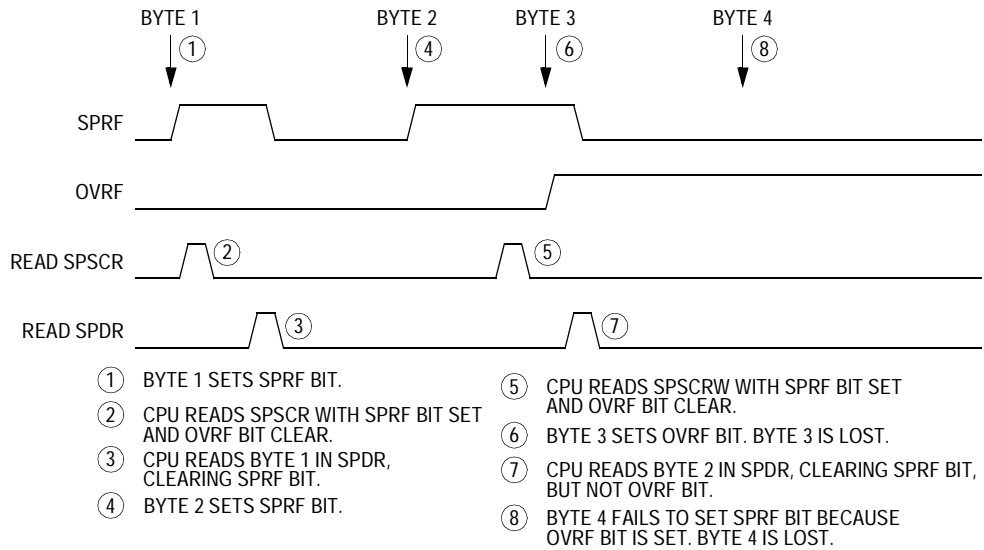 BYTE 1 BYTE 2 BYTE 3 BYTE 4
1 4 6 8
SPRF
OVRF
READ SPSCR 2 5
READ SPDR 3 7
1 BYTE 1 SETS SPRF BIT.
2 CPU READS SPSCR WITH SPRF BIT SET
AND OVRF BIT CLEAR.
3 CPU READS BYTE 1 IN SPDR,
CLEARING SPRF BIT.
4 BYTE 2 SETS SPRF BIT.
5 CPU READS SPSCRW WITH SPRF BIT SET
AND OVRF BIT CLEAR.
6 BYTE 3 SETS OVRF BIT. BYTE 3 IS LOST.
7 CPU READS BYTE 2 IN SPDR, CLEARING SPRF BIT,
BUT NOT OVRF BIT.
8 BYTE 4 FAILS TO SET SPRF BIT BECAUSE
OVRF BIT IS SET. BYTE 4 IS LOST.